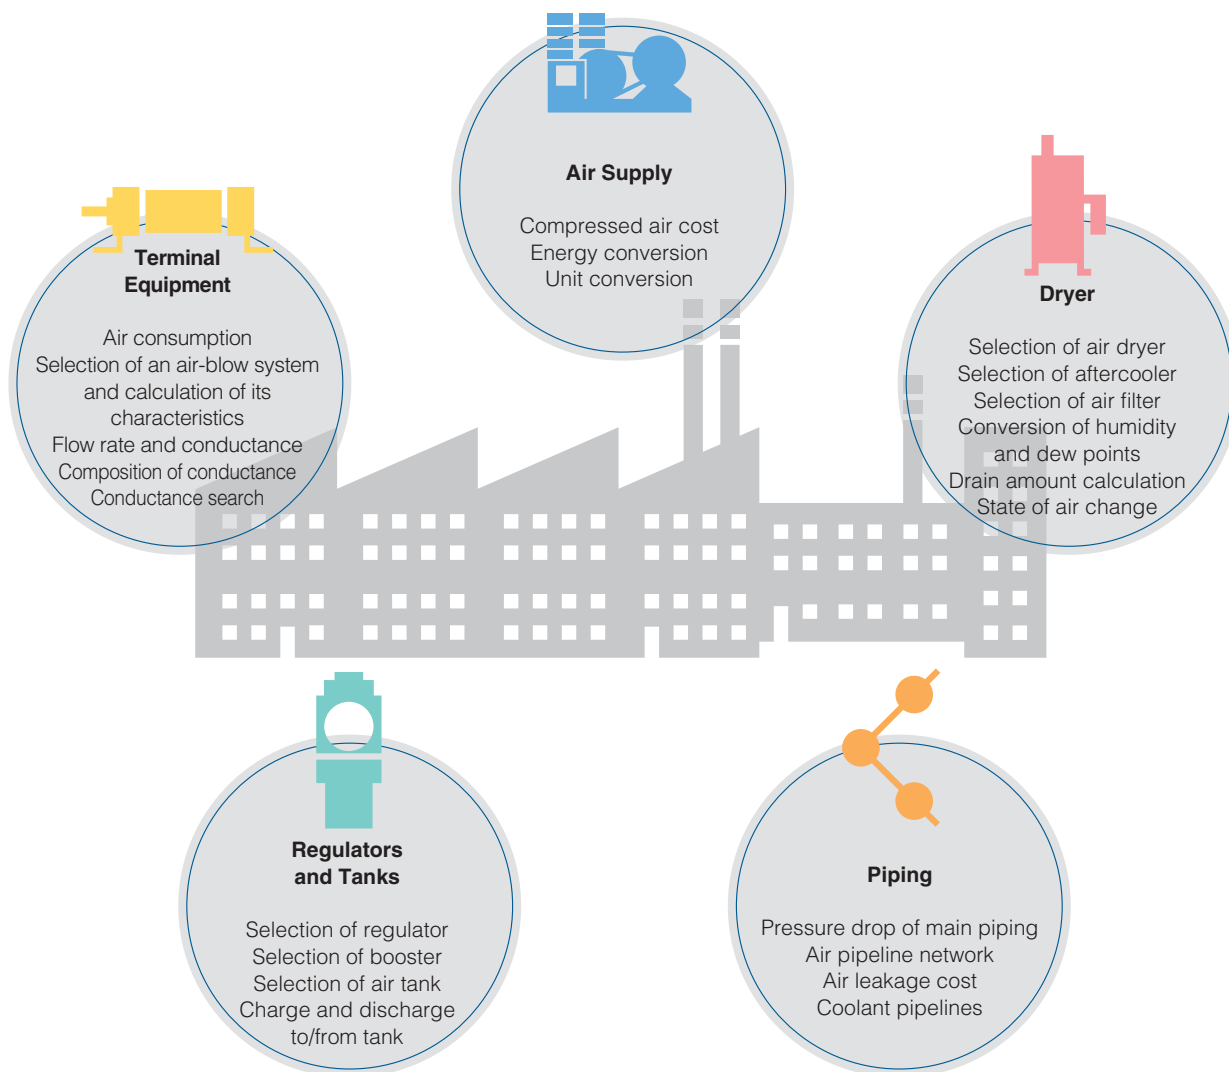 Air Supply
Compressed air cost
Energy conversion
Unit conversion
Terminal
Equipment
Air consumption
Selection of an air-blow system
and calculation of its
characteristics
Flow rate and conductance
Composition of conductance
Conductance search
Dryer
Selection of air dryer
Selection of aftercooler
Selection of air filter
Conversion of humidity
and dew points
Drain amount calculation
State of air change
Regulators
and Tanks
Selection of regulator
Selection of booster
Selection of air tank
Charge and discharge
to/from tank
Piping
Pressure drop of main piping
Air pipeline network
Air leakage cost
Coolant pipelines